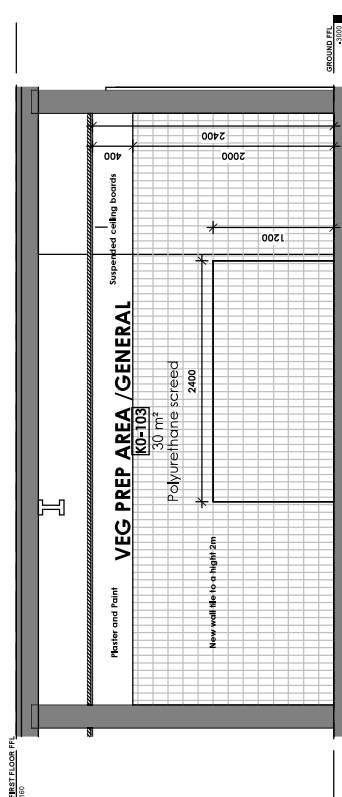 GROUND FFL
-3000
2400
400
2000
Suspended ceiling boards
1200
VEG PREP AREA /GENERAL
K0-103
30 m²
Polyurethane screed
2400
Plaster and Paint
New wall tile to a hight 2m
FIRST FLOOR FFL
160